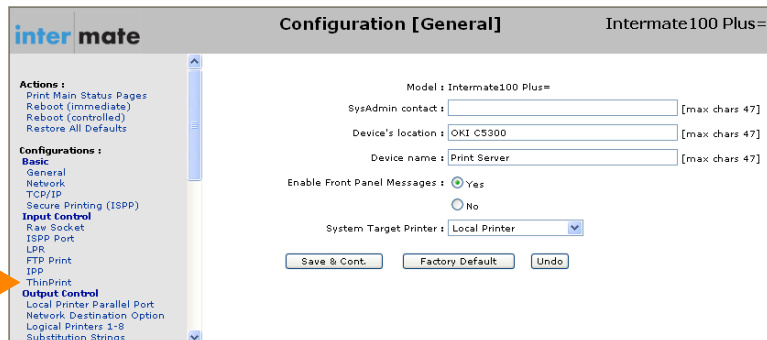 inter mate
Configuration [General]
Intermate100 Plus=
Actions :
Print Main Status Pages
Reboot (immediate)
Reboot (controlled)
Restore All Defaults
Configurations :
Basic
General
Network
TCP/IP
Secure Printing (ISPP)
Input Control
Raw Socket
ISPP Port
LPR
FTP Print
IPP
ThinPrint
Output Control
Local Printer Parallel Port
Network Destination Option
Logical Printers 1-8
Substitution Strings
Model : Intermate100 Plus=
SysAdmin contact : [max chars 47]
Device's location : OKI C5300 [max chars 47]
Device name : Print Server [max chars 47]
Enable Front Panel Messages : Yes
No
System Target Printer : Local Printer
Save & Cont. Factory Default Undo